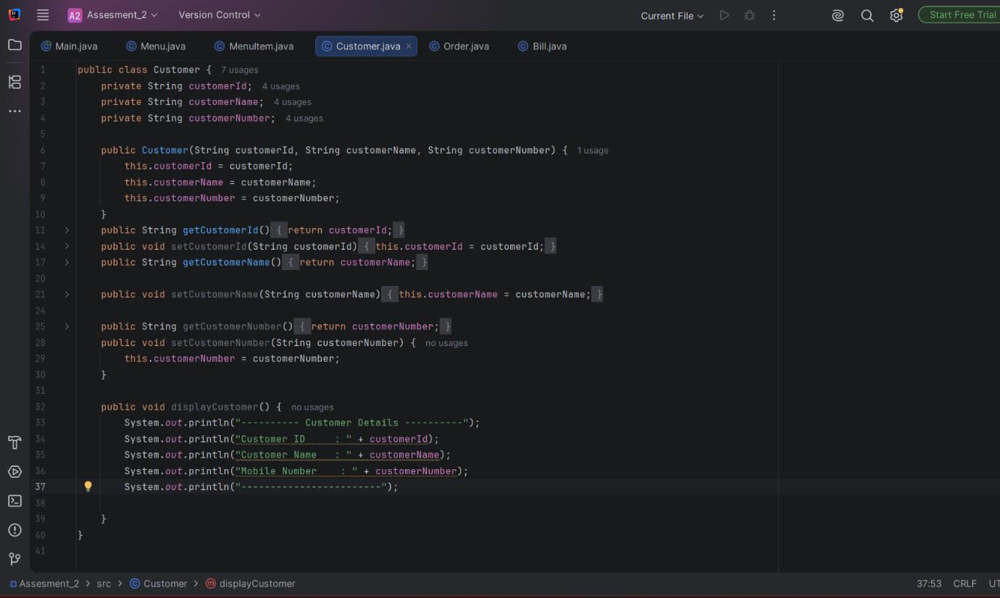 A2 Assesment_2 Version Control Current File Start Free Trial
Main.java Menu.java MenuItem.java Customer.java Order.java Bill.java
1 public class Customer { 7 usages
2     private String customerId; 4 usages
3     private String customerName; 4 usages
4     private String customerNumber; 4 usages
5
6     public Customer(String customerId, String customerName, String customerNumber) { 1 usage
7         this.customerId = customerId;
8         this.customerName = customerName;
9         this.customerNumber = customerNumber;
10     }
11     public String getCustomerId() { return customerId; }
14     public void setCustomerId(String customerId) { this.customerId = customerId; }
17     public String getCustomerName() { return customerName; }
20
21     public void setCustomerName(String customerName) { this.customerName = customerName; }
24
25     public String getCustomerNumber() { return customerNumber; }
28     public void setCustomerNumber(String customerNumber) { no usages
29         this.customerNumber = customerNumber;
30     }
31
32     public void displayCustomer() { no usages
33         System.out.println("---------- Customer Details ----------");
34         System.out.println("Customer ID     : " + customerId);
35         System.out.println("Customer Name   : " + customerName);
36         System.out.println("Mobile Number    : " + customerNumber);
37         System.out.println("------------------------");
38
39     }
40 }
41
Assesment_2 > src > Customer > displayCustomer 37:53 CRLF UT